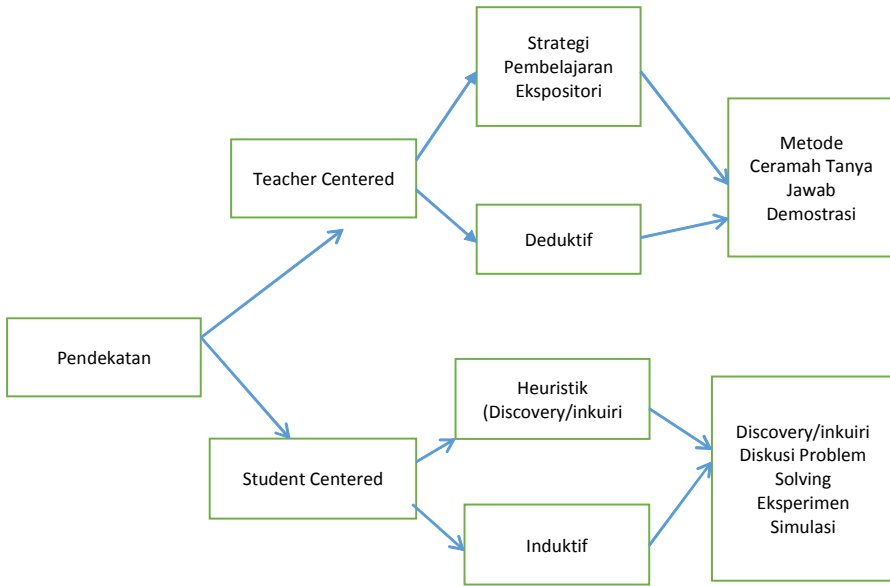 Strategi
Pembelajaran
Ekspositori
Metode
Ceramah Tanya
Jawab
Demostrasi
Teacher Centered
Deduktif
Pendekatan
Heuristik
(Discovery/inkuiri
Discovery/inkuiri
Diskusi Problem
Solving
Eksperimen
Simulasi
Student Centered
Induktif